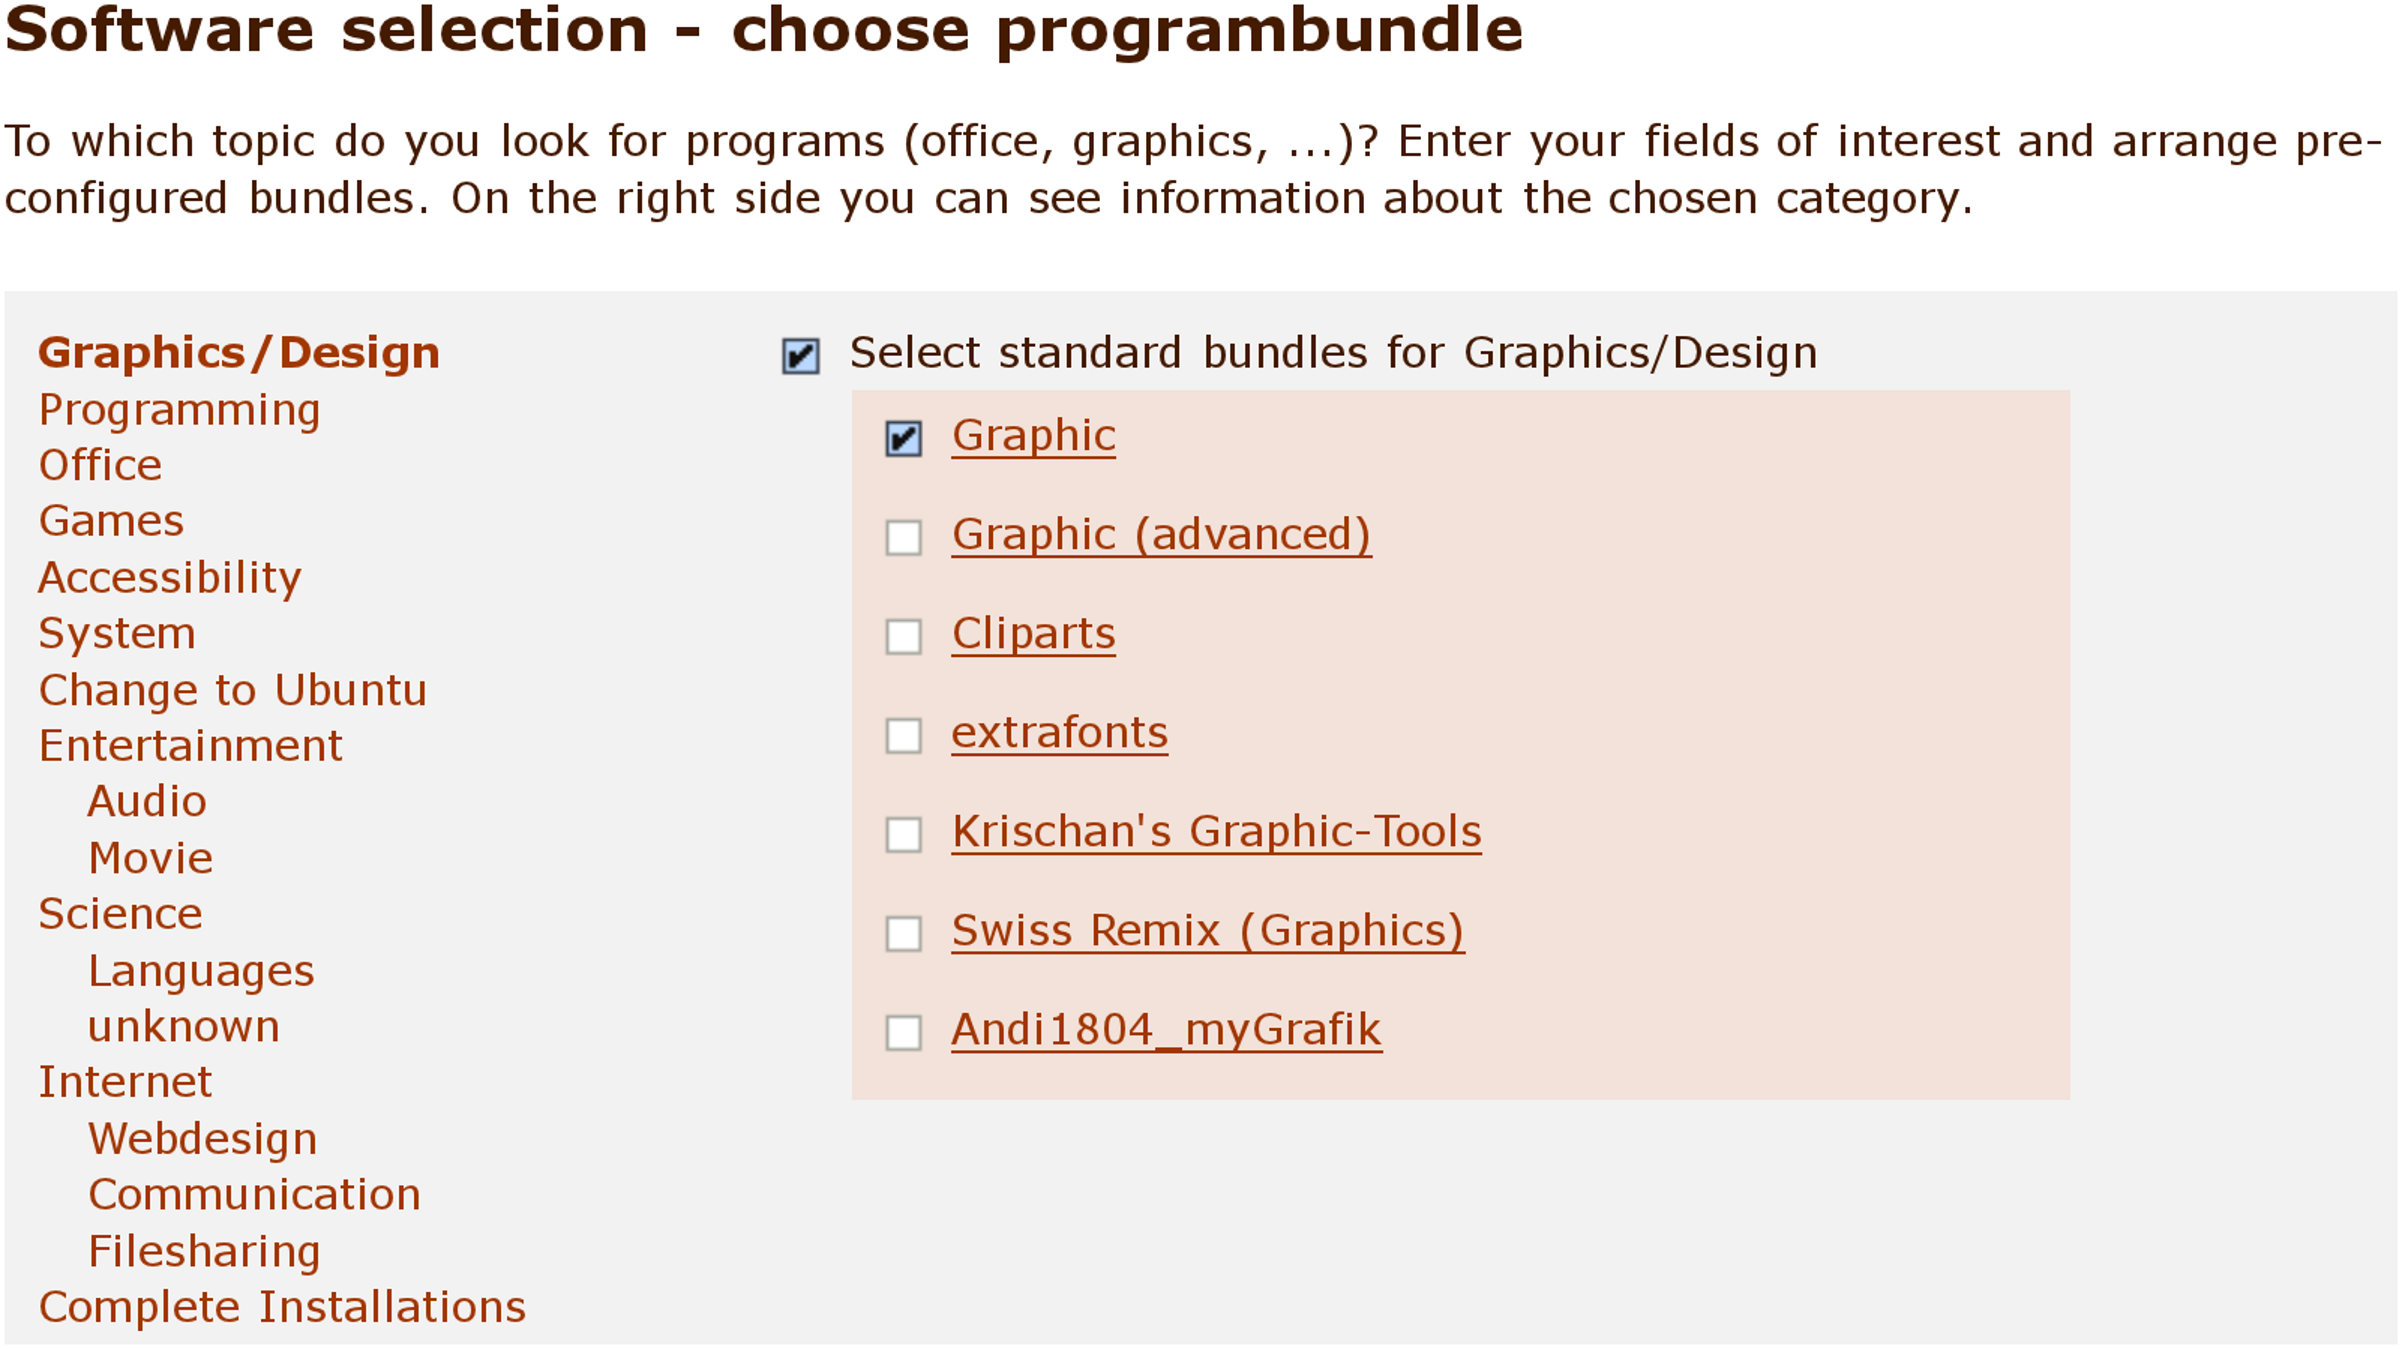 Software selection - choose programbundle
To which topic do you look for programs (office, graphics, ...)? Enter your fields of interest and arrange pre-
configured bundles. On the right side you can see information about the chosen category.
Graphics/Design
Programming
Office
Games
Accessibility
System
Change to Ubuntu
Entertainment
Audio
Movie
Science
Languages
unknown
Internet
Webdesign
Communication
Filesharing
Complete Installations
Select standard bundles for Graphics/Design
Graphic
Graphic (advanced)
Cliparts
extrafonts
Krischan's Graphic-Tools
Swiss Remix (Graphics)
Andi1804_myGrafik